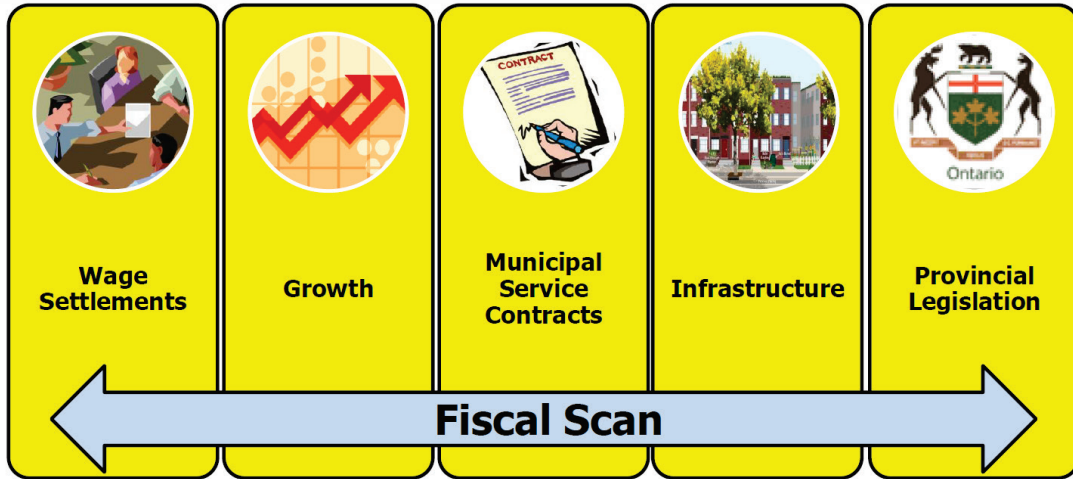 CONTRACT
Ontario
Wage
Settlements
Growth
Municipal
Service
Contracts
Infrastructure
Provincial
Legislation
Fiscal Scan